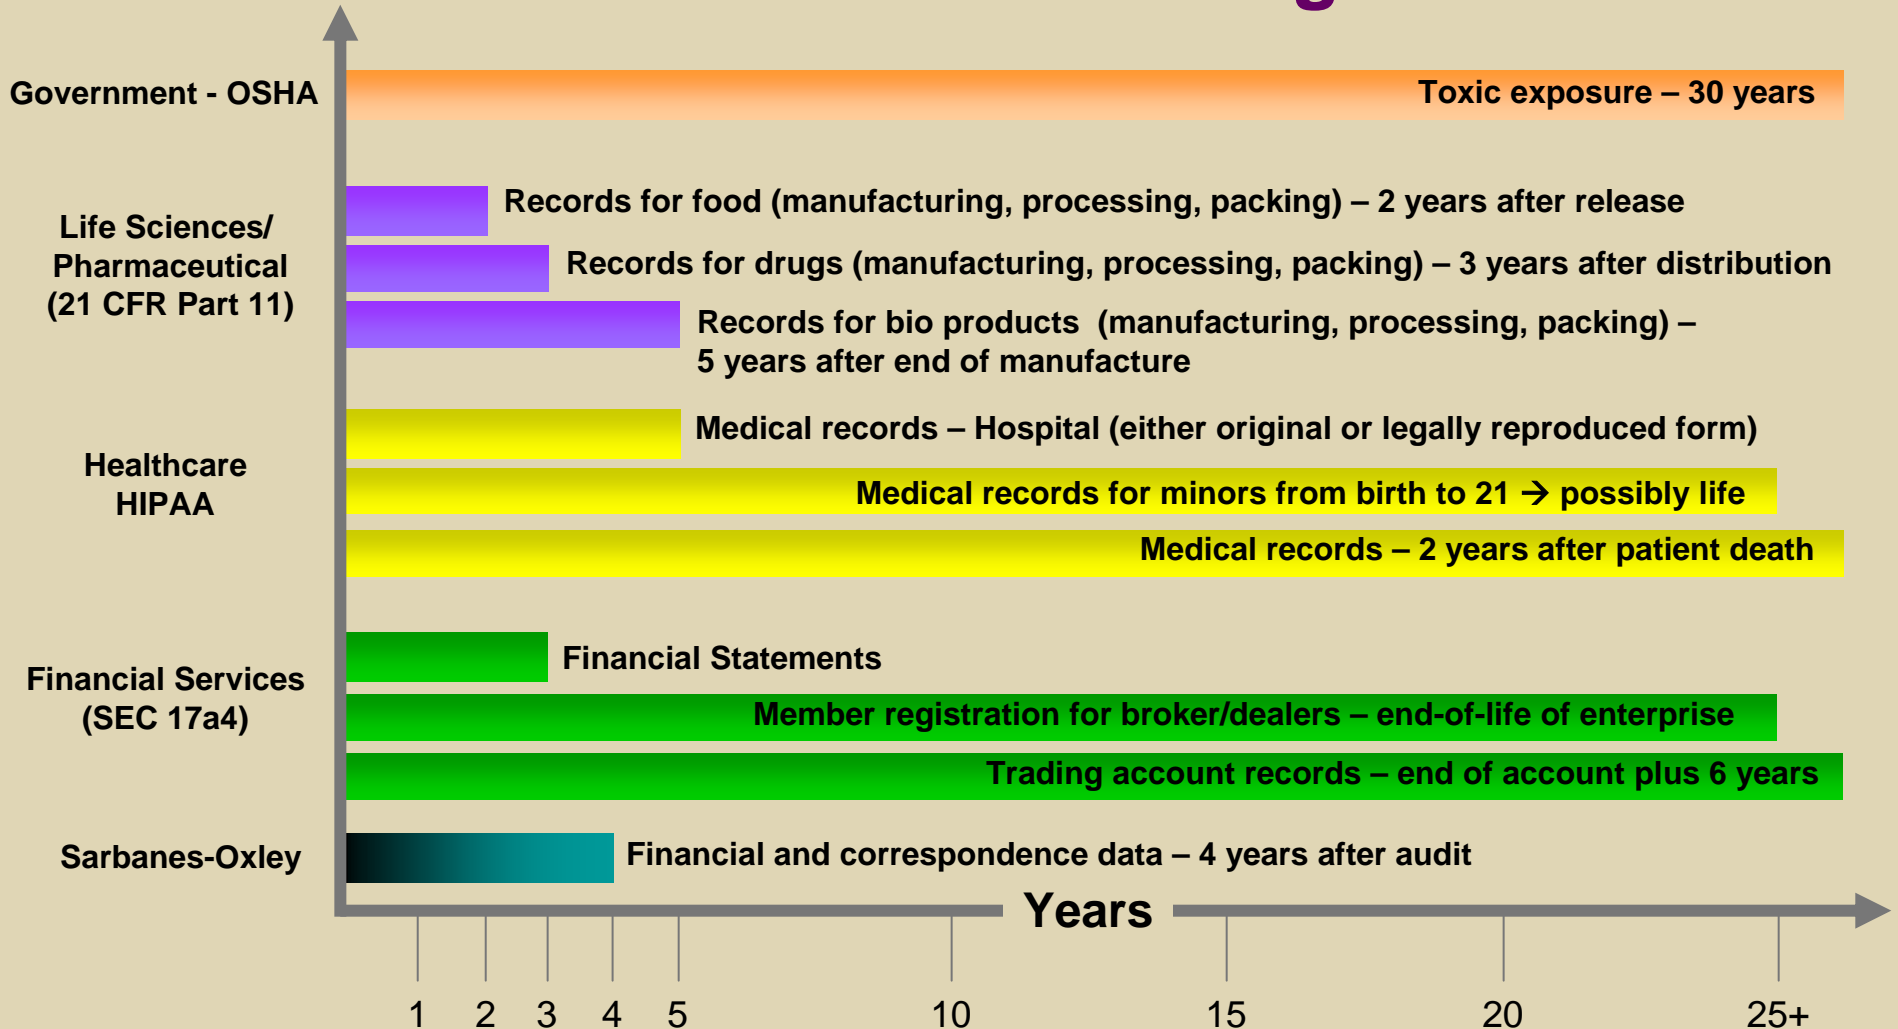 Government - OSHA
Toxic exposure – 30 years
Life Sciences/
Pharmaceutical
(21 CFR Part 11)
Records for food (manufacturing, processing, packing) – 2 years after release
Records for drugs (manufacturing, processing, packing) – 3 years after distribution
Records for bio products  (manufacturing, processing, packing) –
5 years after end of manufacture
Healthcare
HIPAA
Medical records – Hospital (either original or legally reproduced form)
Medical records for minors from birth to 21 → possibly life
Medical records – 2 years after patient death
Financial Services
(SEC 17a4)
Financial Statements
Member registration for broker/dealers – end-of-life of enterprise
Trading account records – end of account plus 6 years
Sarbanes-Oxley
Financial and correspondence data – 4 years after audit
Years
1 2 3 4 5 10 15 20 25+